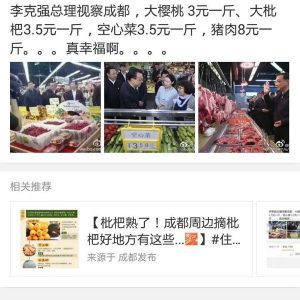 李克强总理视察成都，大樱桃 3元一斤、大枇
杷3.5元一斤，空心菜3.5元一斤，猪肉8元一
斤。。。真幸福啊。。。。
空心菜
相关推荐
【枇杷熟了！成都周边摘枇
杷好地方有这些...】#住...
来源于 成都发布